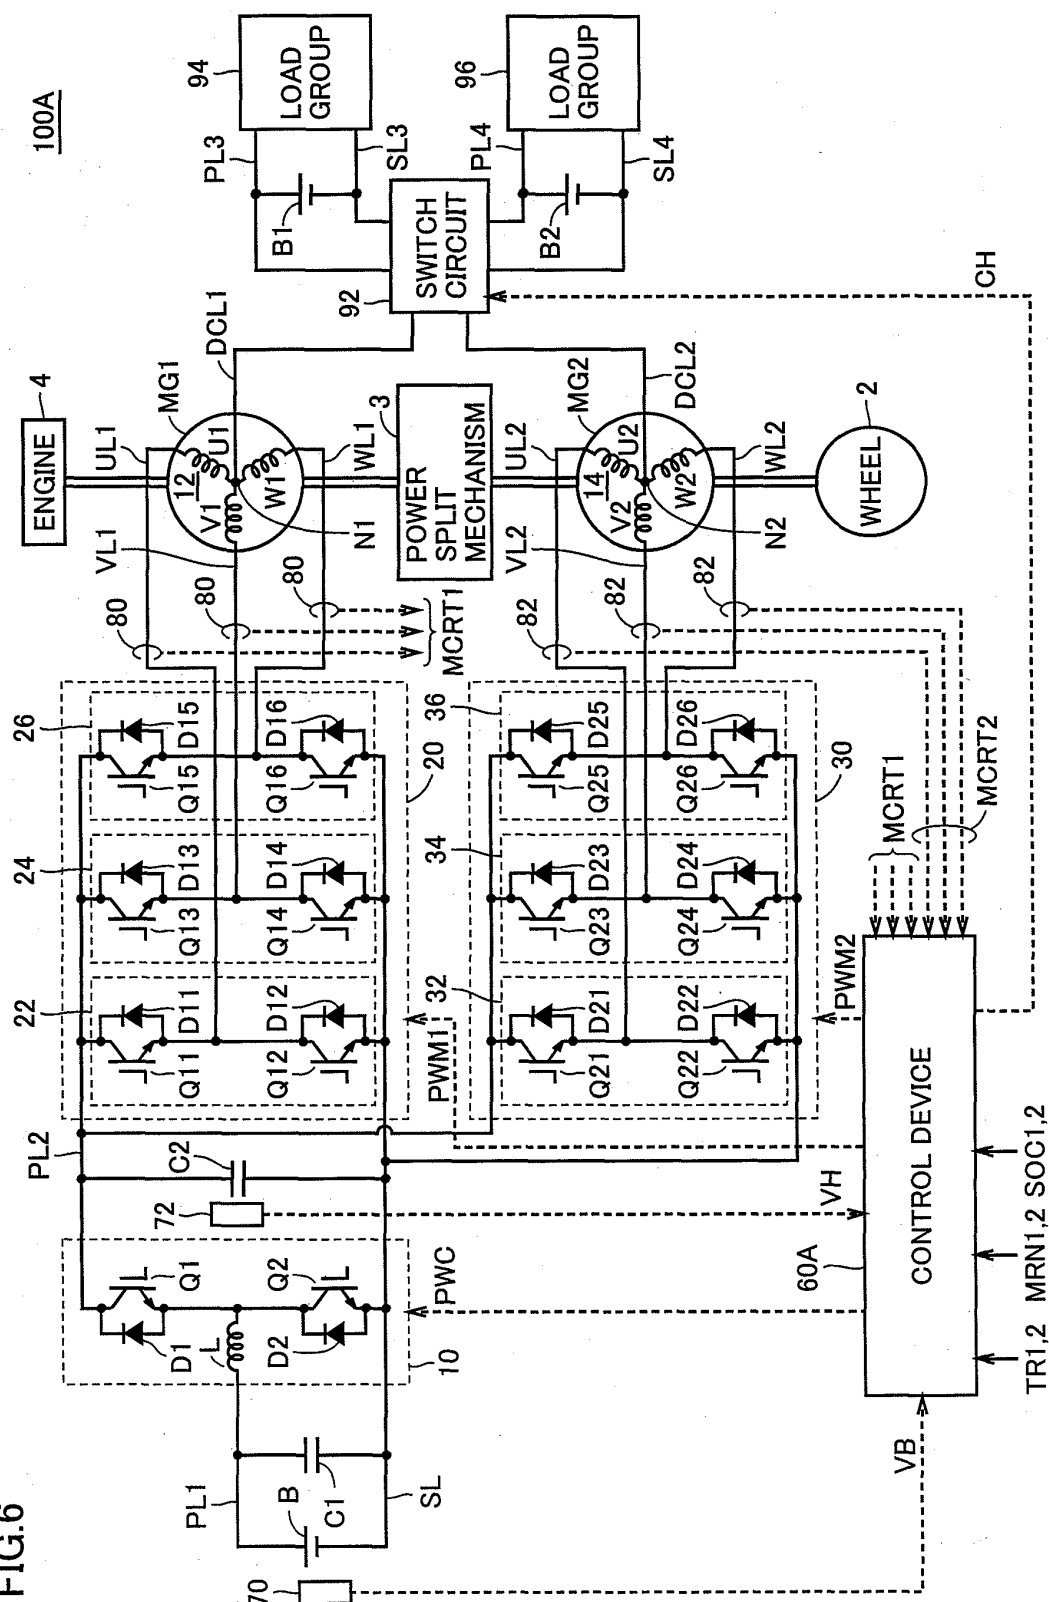 FIG.6
100A
70
PL1
B
C1
SL
VB
10
D1
L
Q1
D2
Q2
PWC
72
C2
PL2
VH
60A
CONTROL DEVICE
TR1,2
MRN1,2
SOC1,2
22
Q11
D11
Q12
D12
24
Q13
D13
Q14
D14
26
Q15
D15
Q16
D16
20
PWM1
32
Q21
D21
Q22
D22
34
Q23
D23
Q24
D24
36
Q25
D25
Q26
D26
30
PWM2
MCRT1
MCRT2
80
80
80
MCRT1
82
82
82
UL1
VL1
WL1
N1
12
U1
V1
W1
MG1
DCL1
ENGINE
4
3
POWER
SPLIT
MECHANISM
UL2
VL2
WL2
N2
14
U2
V2
W2
MG2
DCL2
WHEEL
2
92
SWITCH
CIRCUIT
CH
B1
PL3
SL3
94
LOAD
GROUP
B2
PL4
SL4
96
LOAD
GROUP